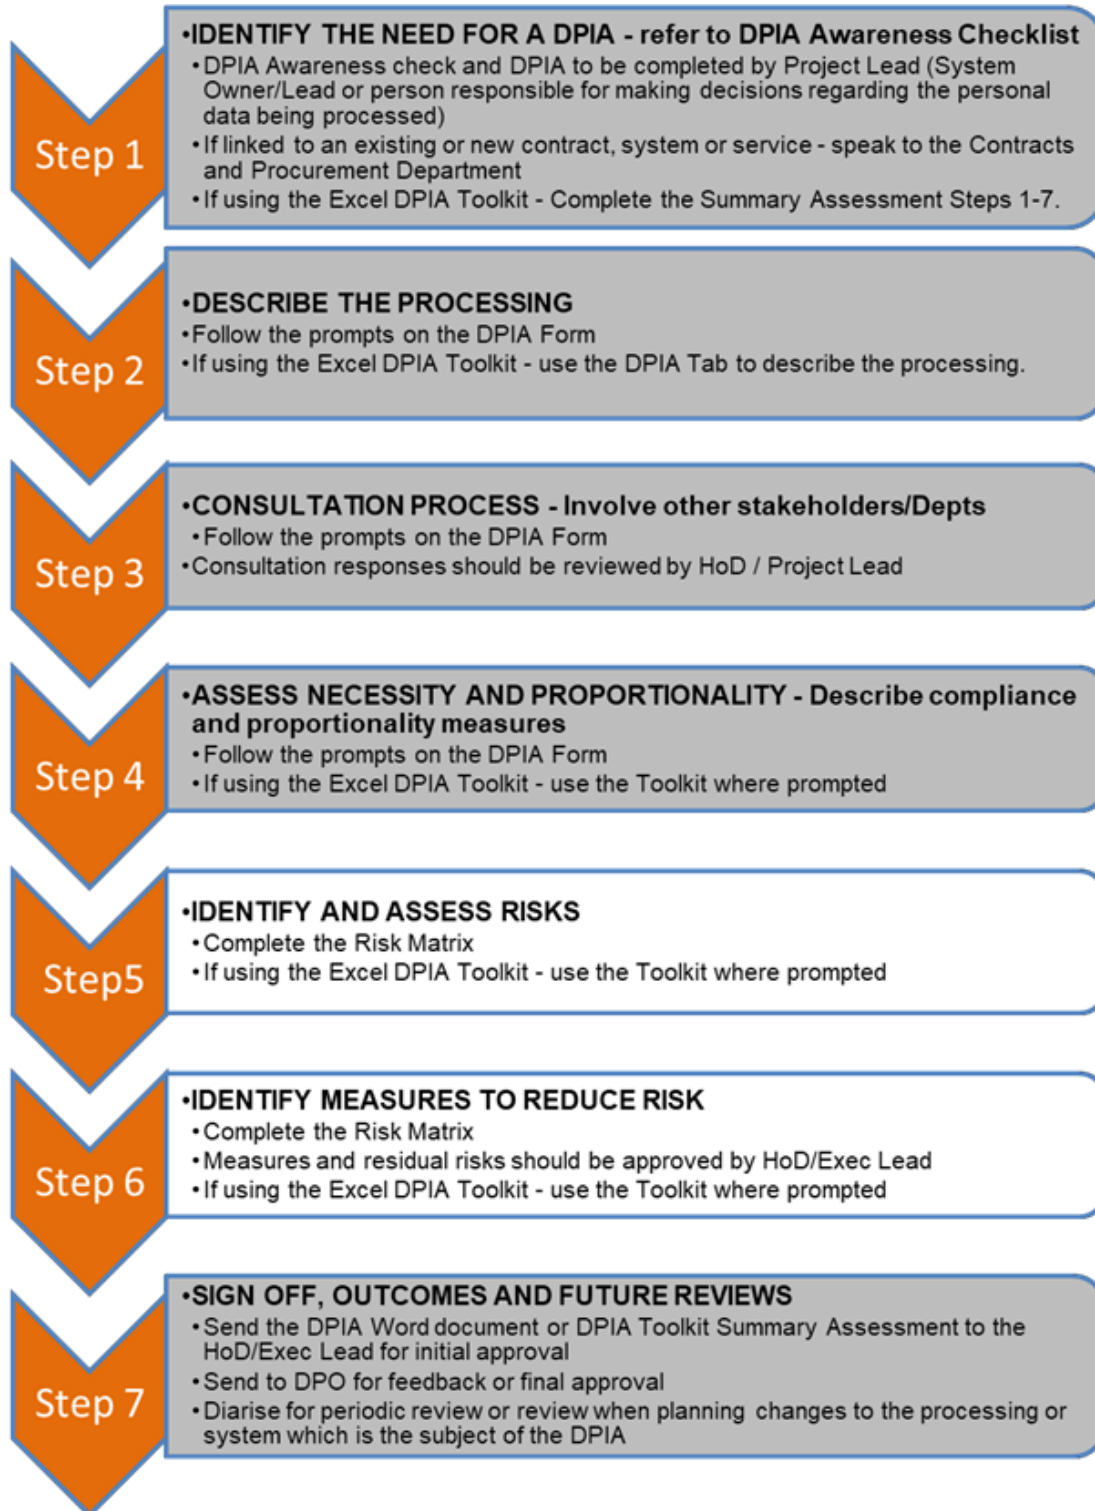 •IDENTIFY THE NEED FOR A DPIA - refer to DPIA Awareness Checklist
•DPIA Awareness check and DPIA to be completed by Project Lead (System
Owner/Lead or person responsible for making decisions regarding the personal
data being processed)
•If linked to an existing or new contract, system or service - speak to the Contracts
and Procurement Department
•If using the Excel DPIA Toolkit - Complete the Summary Assessment Steps 1-7.
Step 1
•DESCRIBE THE PROCESSING
•Follow the prompts on the DPIA Form
•If using the Excel DPIA Toolkit - use the DPIA Tab to describe the processing.
Step 2
•CONSULTATION PROCESS - Involve other stakeholders/Depts
•Follow the prompts on the DPIA Form
•Consultation responses should be reviewed by HoD / Project Lead
Step 3
•ASSESS NECESSITY AND PROPORTIONALITY - Describe compliance
and proportionality measures
•Follow the prompts on the DPIA Form
•If using the Excel DPIA Toolkit - use the Toolkit where prompted
Step 4
•IDENTIFY AND ASSESS RISKS
•Complete the Risk Matrix
•If using the Excel DPIA Toolkit - use the Toolkit where prompted
Step5
•IDENTIFY MEASURES TO REDUCE RISK
•Complete the Risk Matrix
•Measures and residual risks should be approved by HoD/Exec Lead
•If using the Excel DPIA Toolkit - use the Toolkit where prompted
Step 6
•SIGN OFF, OUTCOMES AND FUTURE REVIEWS
•Send the DPIA Word document or DPIA Toolkit Summary Assessment to the
HoD/Exec Lead for initial approval
•Send to DPO for feedback or final approval
•Diarise for periodic review or review when planning changes to the processing or
system which is the subject of the DPIA
Step 7